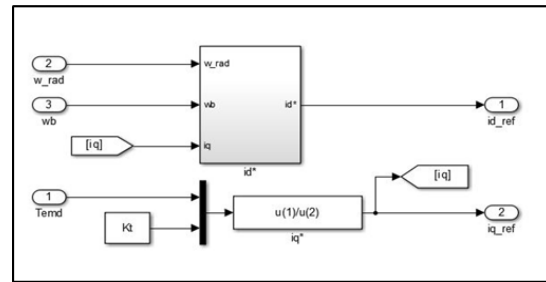 2
w_rad
w_rad
3
wb
wb
id*
1
id_ref
[iq]
iq
id*
[iq]
1
Temd
u(1)/u(2)
2
iq_ref
Kt
iq*